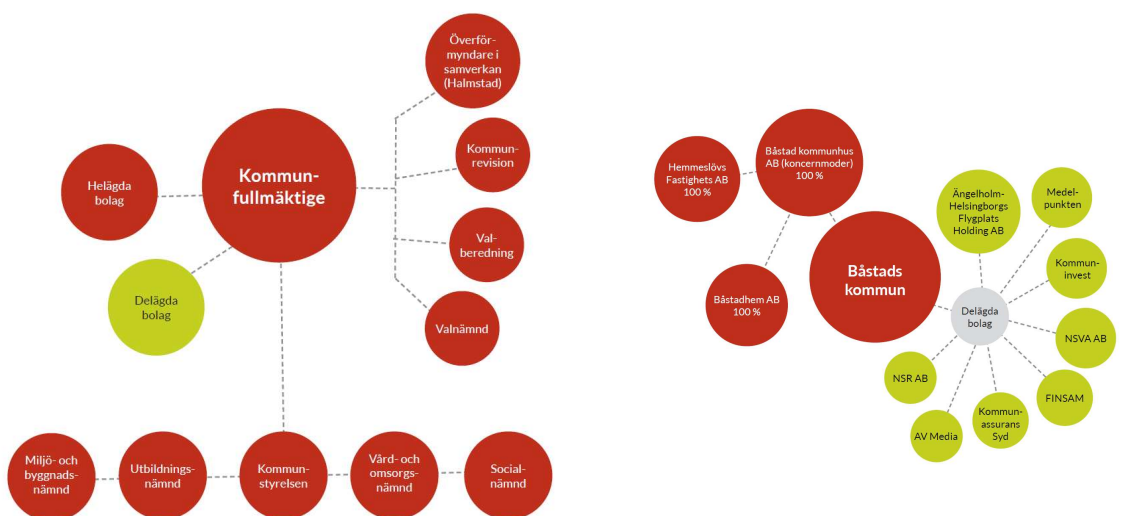 Överför-
myndare i
samverkan
(Halmstad)
Kommun-
revision
Kommun-
fullmäktige
Helägda
bolag
Val-
beredning
Delägda
bolag
Valnämnd
Miljö- och
byggnads-
nämnd
Utbildnings-
nämnd
Kommun-
styrelsen
Vård- och
omsorgs-
nämnd
Social-
nämnd
Båstad kommunhus
AB (koncernmoder)
100 %
Hemmeslövs
Fastighets AB
100 %
Båstadhem AB
100 %
Båstads
kommun
Ängelholm-
Helsingborgs
Flygplats
Holding AB
Medel-
punkten
Kommun-
invest
Delägda
bolag
NSVA AB
NSR AB
FINSAM
AV Media
Kommun-
assurans
Syd